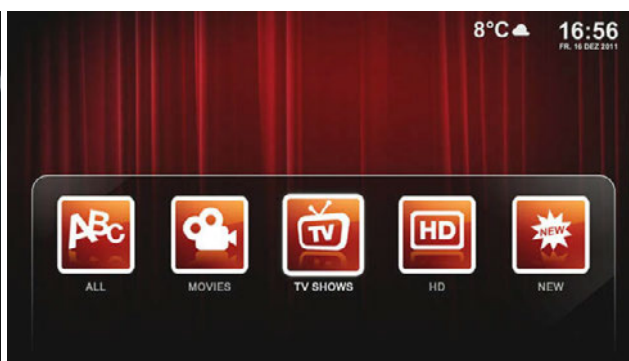 8°C
16:56
FR. 16 DEZ 2011
ABC
TV
HD
NEW
ALL
MOVIES
TV SHOWS
HD
NEW